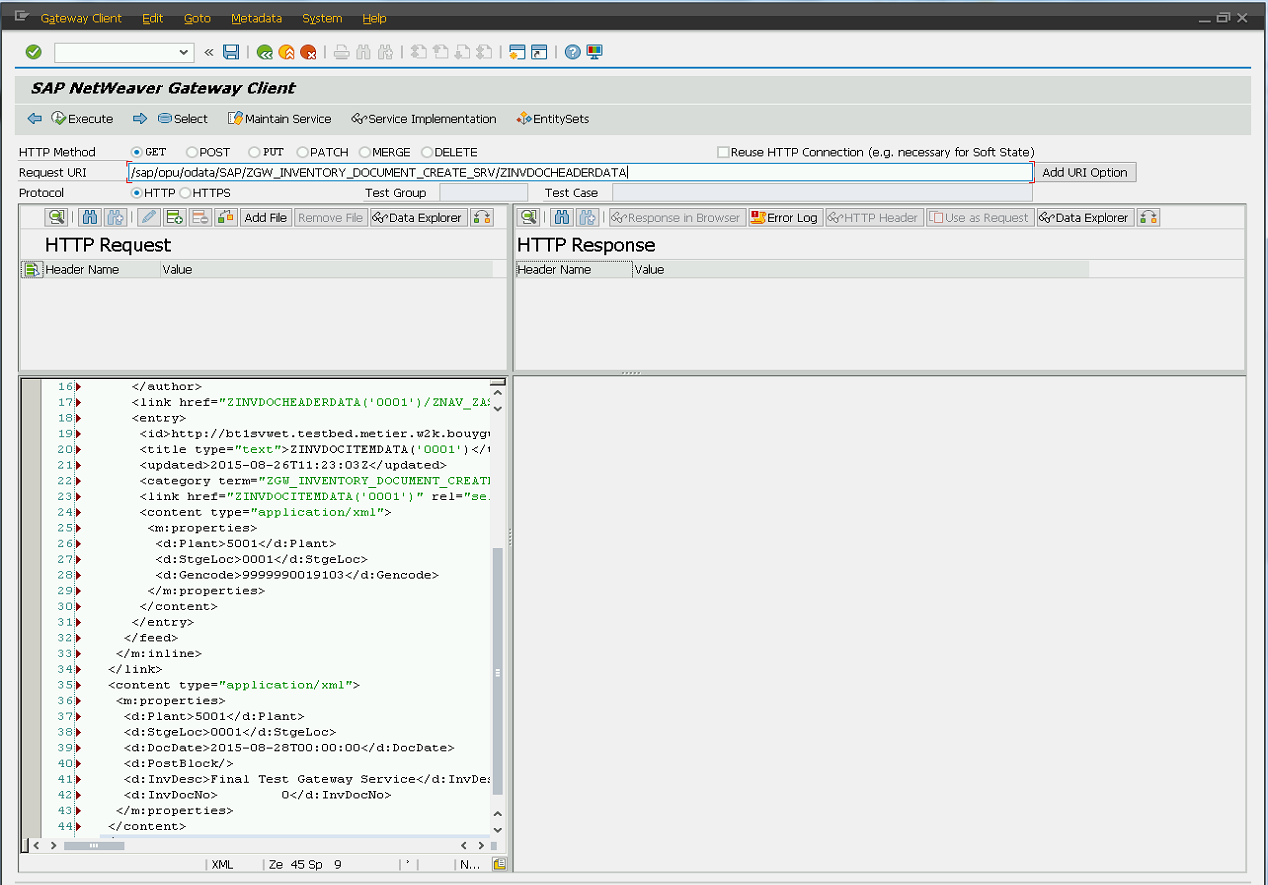 Gateway Client Edit Goto Metadata System Help
SAP NetWeaver Gateway Client
Execute Select Maintain Service Service Implementation EntitySets
HTTP Method GET POST PUT PATCH MERGE DELETE Reuse HTTP Connection (e.g. necessary for Soft State)
Request URI /sap/opu/odata/SAP/ZGW_INVENTORY_DOCUMENT_CREATE_SRV/ZINVDOCHEADERDATA Add URI Option
Protocol HTTP HTTPS Test Group Test Case
Add File Remove File Data Explorer Response in Browser Error Log HTTP Header Use as Request Data Explorer
HTTP Request HTTP Response
Header Name Value Header Name Value
16 </author>
17 <link href="ZINVDOCHEADERDATA('0001')/ZNAV_ZAS
18 <entry>
19 <id>http://bt1svwet.testbed.metier.w2k.bouygu
20 <title type="text">ZINVDOCITEMDATA('0001')</t
21 <updated>2015-08-26T11:23:03Z</updated>
22 <category term="ZGW_INVENTORY_DOCUMENT_CREATE
23 <link href="ZINVDOCITEMDATA('0001')" rel="sel
24 <content type="application/xml">
25 <m:properties>
26 <d:Plant>5001</d:Plant>
27 <d:StgeLoc>0001</d:StgeLoc>
28 <d:Gencode>9999990019103</d:Gencode>
29 </m:properties>
30 </content>
31 </entry>
32 </feed>
33 </m:inline>
34 </link>
35 <content type="application/xml">
36 <m:properties>
37 <d:Plant>5001</d:Plant>
38 <d:StgeLoc>0001</d:StgeLoc>
39 <d:DocDate>2015-08-28T00:00:00</d:DocDate>
40 <d:PostBlock/>
41 <d:InvDesc>Final Test Gateway Service</d:InvDes
42 <d:InvDocNo> 0</d:InvDocNo>
43 </m:properties>
44 </content>
XML Ze 45 Sp 9 N...